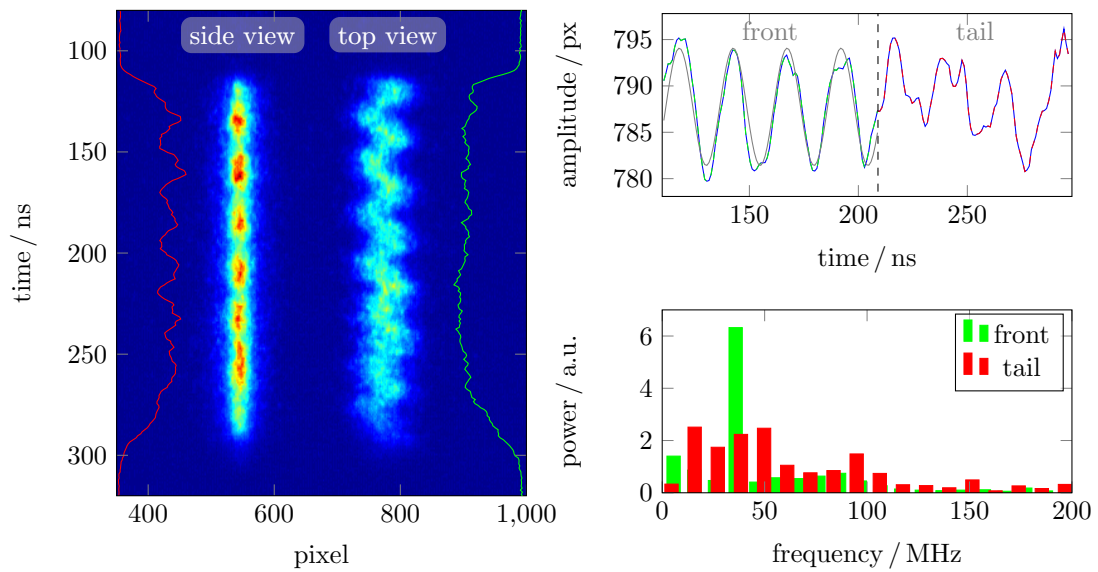 side view
top view
100
150
200
250
300
time / ns
400
600
800
1,000
pixel
front
tail
795
790
785
780
amplitude / px
150
200
250
time / ns
front
tail
6
4
2
0
power / a.u.
0
50
100
150
200
frequency / MHz